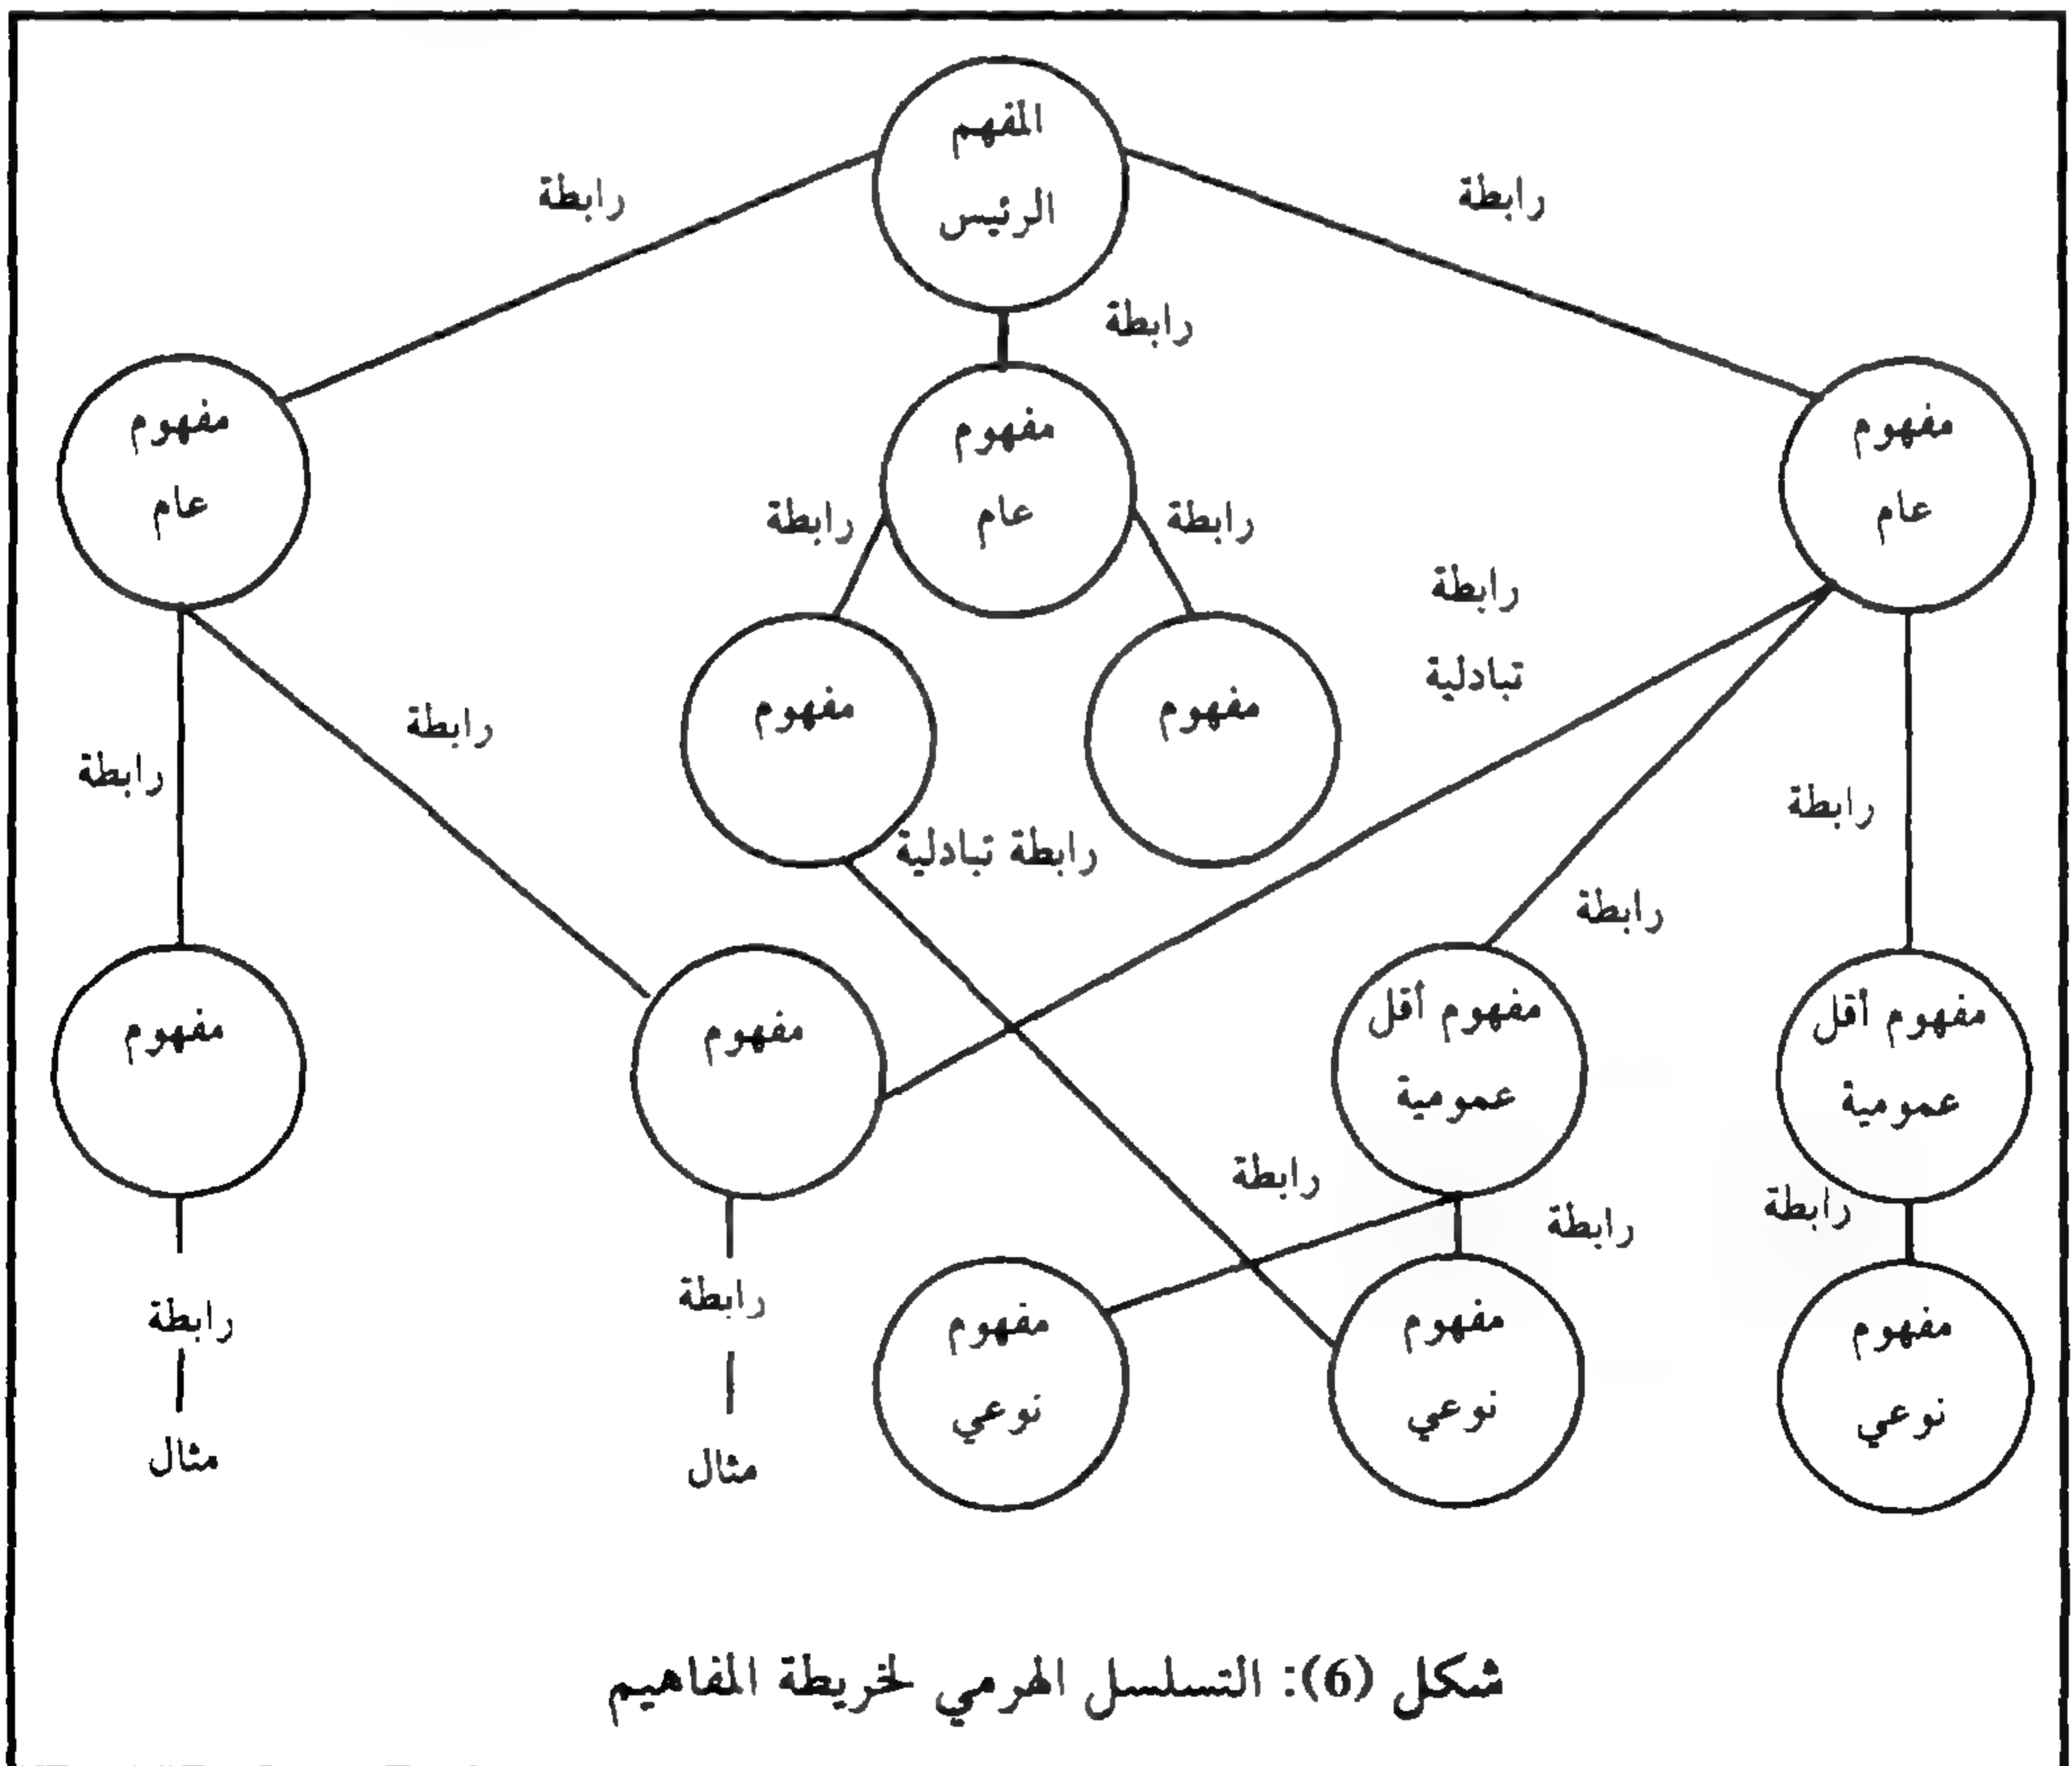 المفهم
الرئيس
رابطة
رابطة
رابطة
مفهوم
عام
مفهوم
عام
مفهوم
عام
رابطة
رابطة
رابطة
تبادلية
مفهوم
مفهوم
رابطة
رابطة
رابطة
رابطة تبادلية
رابطة
مفهوم أقل
عمومية
مفهوم أقل
عمومية
مفهوم
مفهوم
رابطة
رابطة
رابطة
رابطة
رابطة
مفهوم
نوعي
مفهوم
نوعي
مفهوم
نوعي
مثال
مثال
شكل (6): التسلسل الهرمي لخريطة المفاهيم